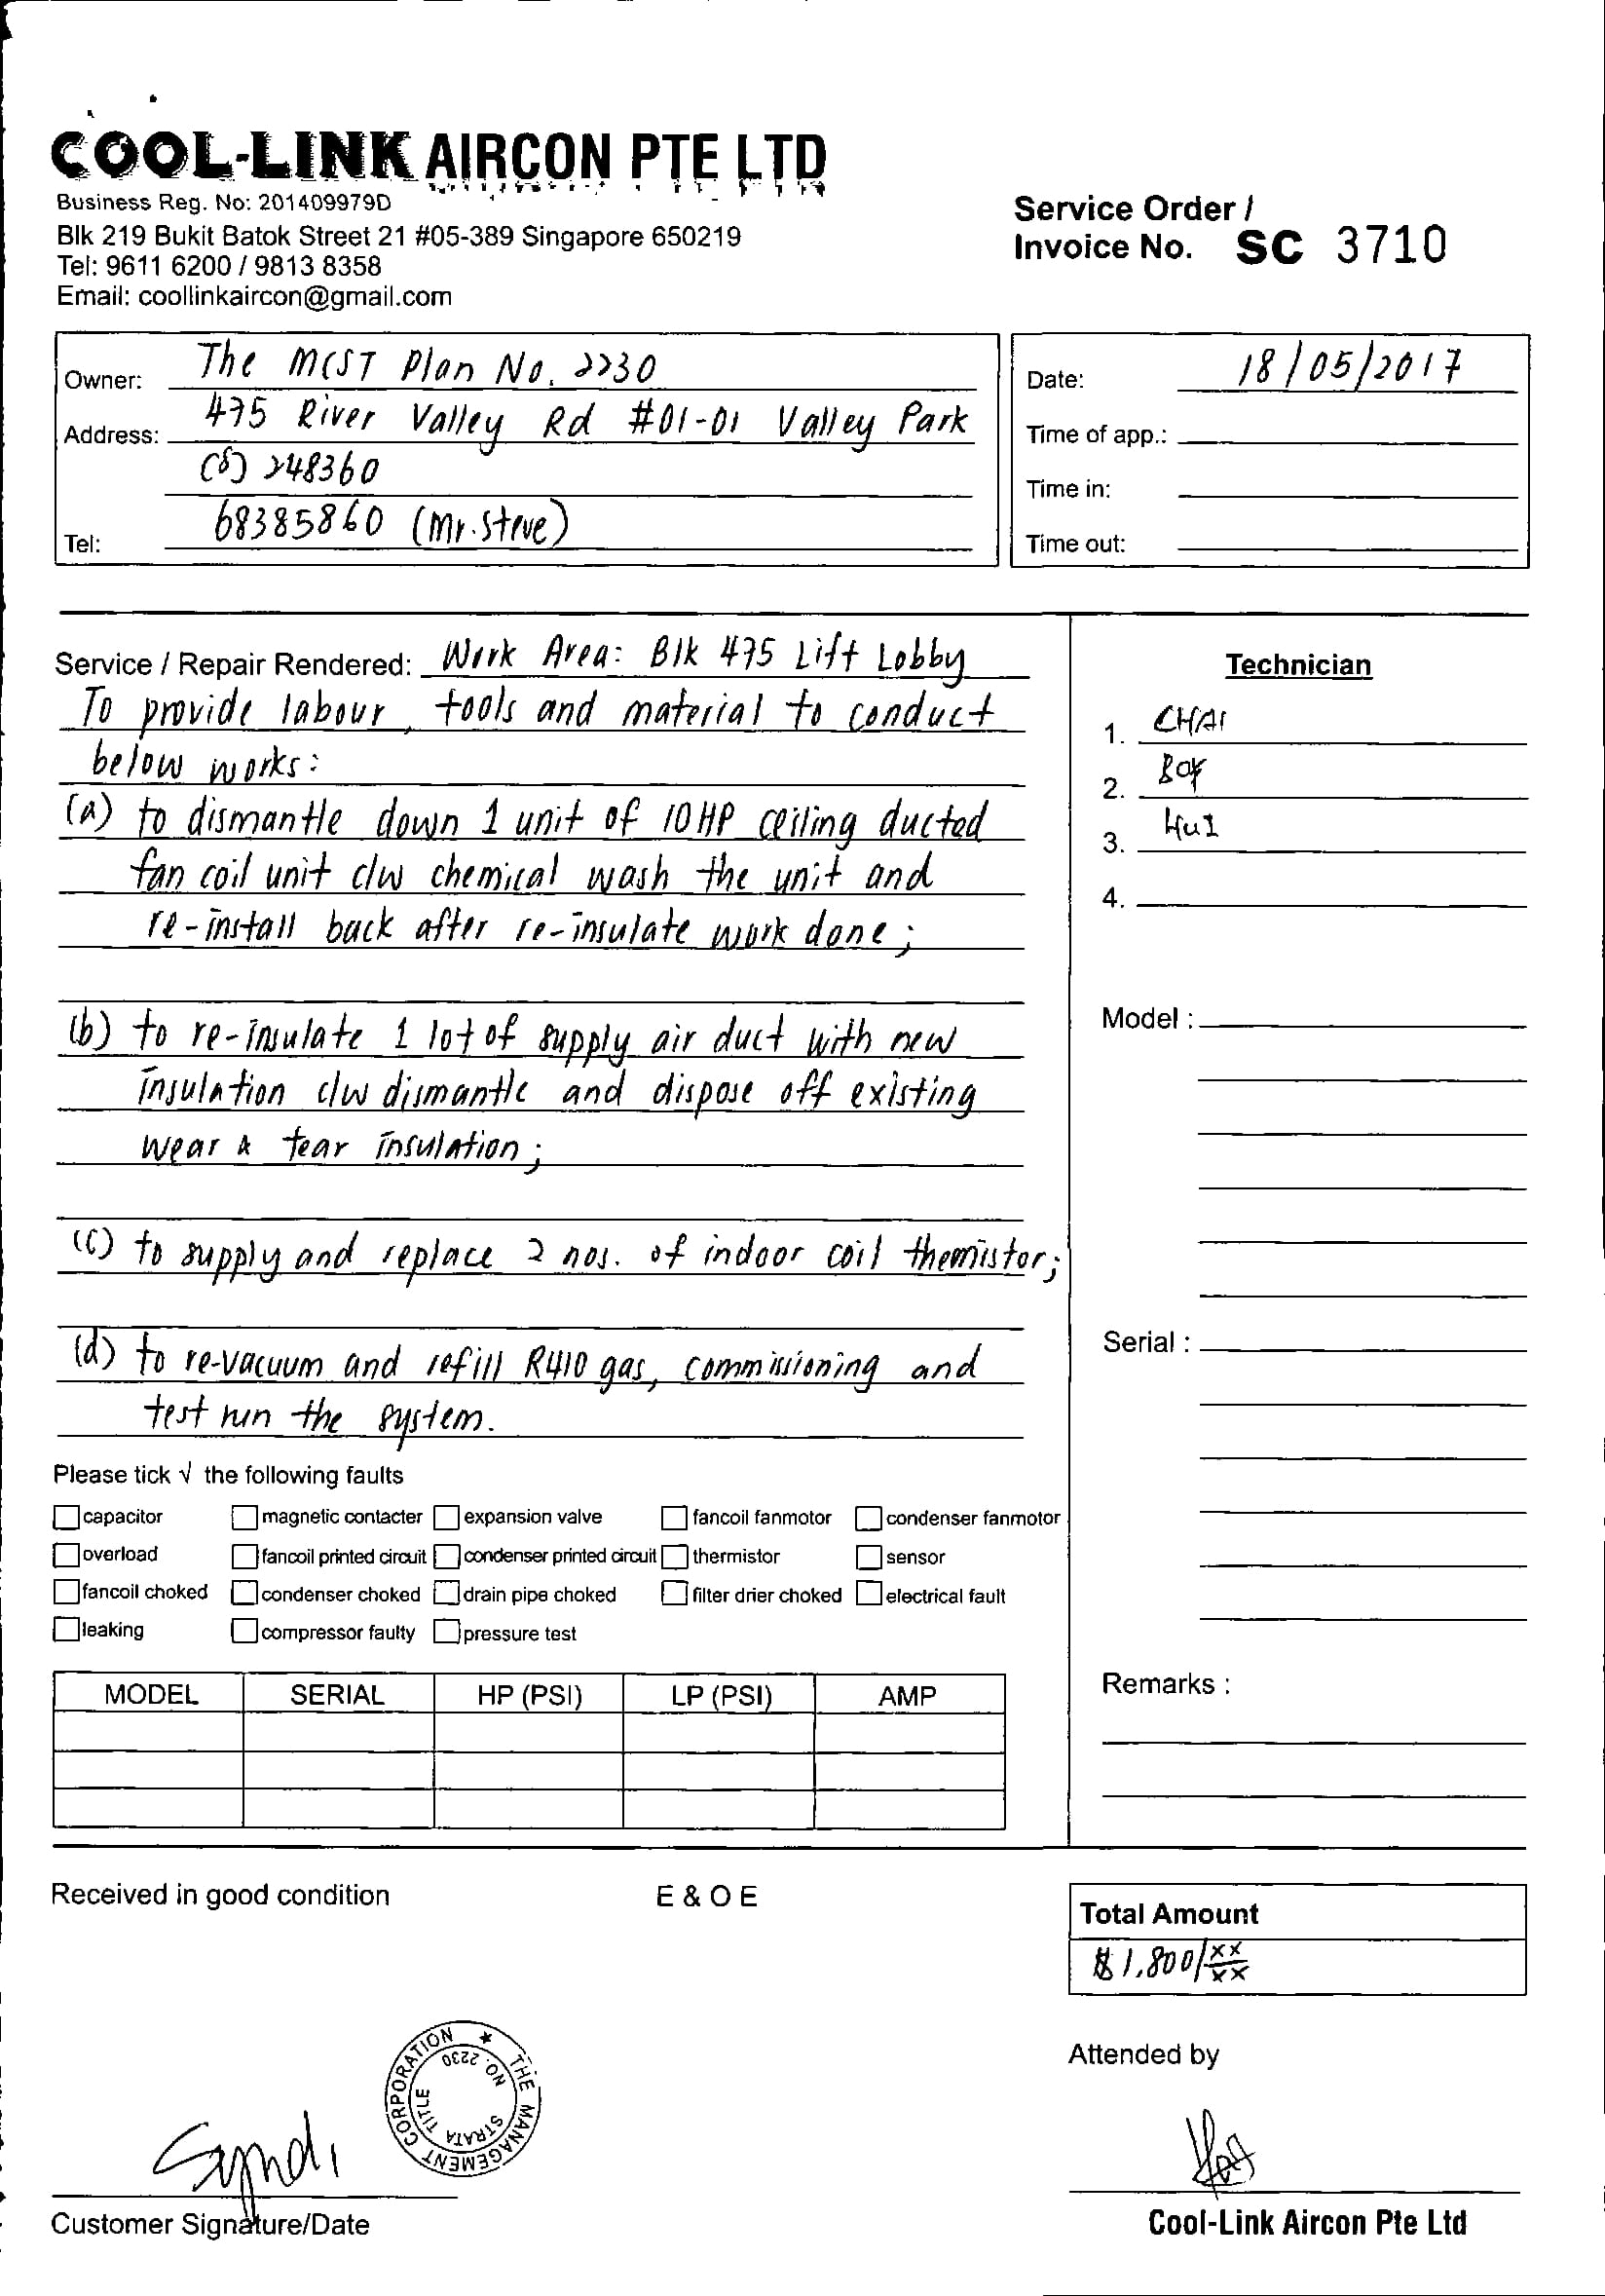 COOL-LINK AIRCON PTE LTD
Business Reg. No: 201409979D
Blk 219 Bukit Batok Street 21 #05-389 Singapore 650219
Tel: 9611 6200 / 9813 8358
Email: coollinkaircon@gmail.com
Service Order /
Invoice No. SC 3710
Owner: The MCST Plan No. 2230
Address: 475 River Valley Rd #01-01 Valley Park
(S) 248360
Tel: 68385860 (Mr. Steve)
Date: 18/05/2017
Time of app.:
Time in:
Time out:
Service / Repair Rendered: Work Area: Blk 475 Lift Lobby
To provide labour, tools and material to conduct
below works:
(a) to dismantle down 1 unit of 10HP ceiling ducted
fan coil unit c/w chemical wash the unit and
re-install back after re-insulate work done;
(b) to re-insulate 1 lot of supply air duct with new
insulation c/w dismantle and dispose off existing
wear & tear insulation;
(c) to supply and replace 2 nos. of indoor coil themistor;
(d) to re-vacuum and refill R410 gas, commissioning and
test run the system.
Technician
1. CHAI
2.
3. HuI
4.
Model :
Serial :
Remarks :
Please tick √ the following faults
capacitor magnetic contacter expansion valve fancoil fanmotor condenser fanmotor
overload fancoil printed circuit condenser printed circuit thermistor sensor
fancoil choked condenser choked drain pipe choked filter drier choked electrical fault
leaking compressor faulty pressure test
MODEL SERIAL HP (PSI) LP (PSI) AMP
Received in good condition E & O E
Total Amount
$1,800/xx/xx
THE MANAGEMENT CORPORATION
STRATA TITLE NO. 2230
Attended by
Customer Signature/Date
Cool-Link Aircon Pte Ltd